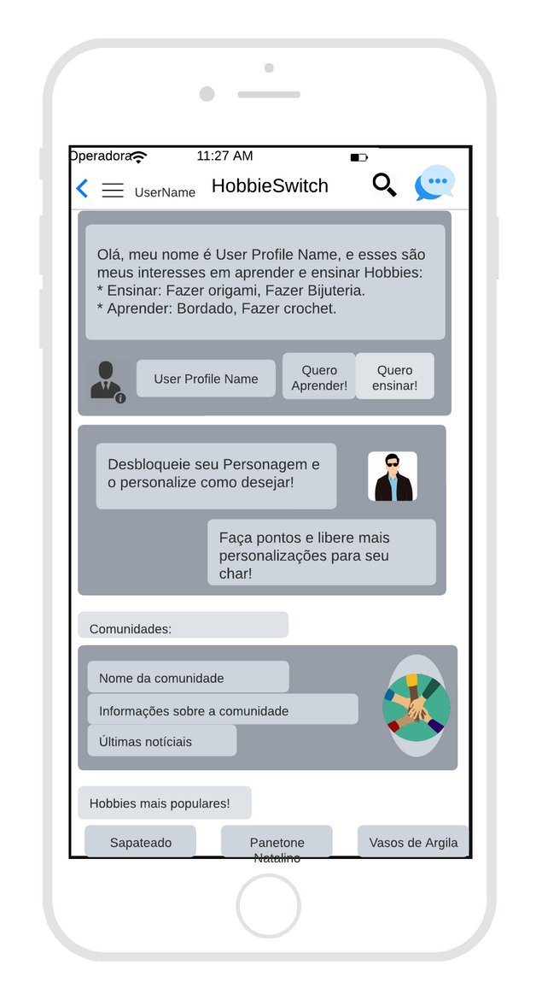 Operadora 11:27 AM
UserName HobbieSwitch
Olá, meu nome é User Profile Name, e esses são
meus interesses em aprender e ensinar Hobbies:
* Ensinar: Fazer origami, Fazer Bijuteria.
* Aprender: Bordado, Fazer crochet.
User Profile Name
Quero
Aprender!
Quero
ensinar!
Desbloqueie seu Personagem e
o personalize como desejar!
Faça pontos e libere mais
personalizações para seu
char!
Comunidades:
Nome da comunidade
Informações sobre a comunidade
Últimas notíciais
Hobbies mais populares!
Sapateado
Panetone
Natalino
Vasos de Argila